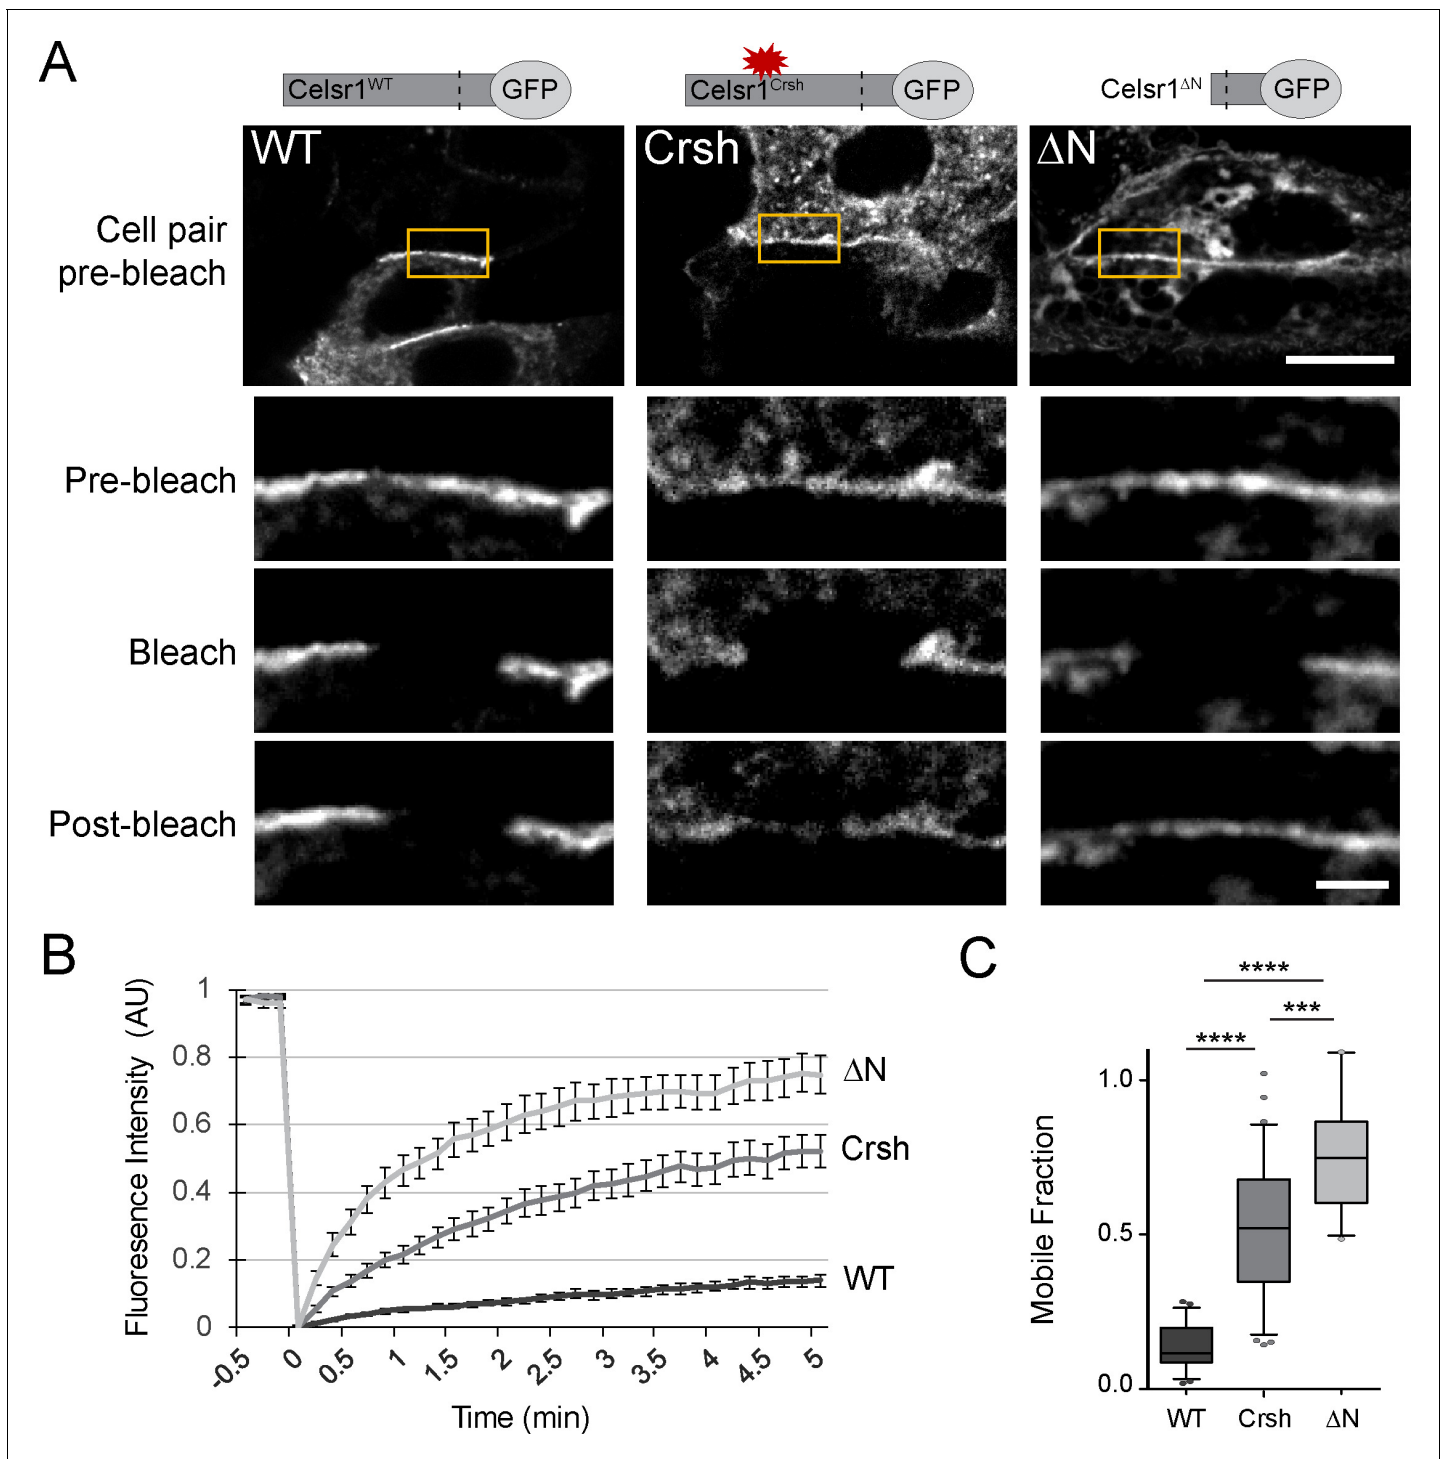 A
Celsr1WT GFP
Celsr1Crsh GFP
Celsr1ΔN GFP
WT
Crsh
ΔN
Cell pair
pre-bleach
Pre-bleach
Bleach
Post-bleach
B
Fluoresence Intensity (AU)
1
0.8
0.6
0.4
0.2
0
-0.5 0 0.5 1 1.5 2 2.5 3 3.5 4 4.5 5
Time (min)
ΔN
Crsh
WT
C
****
***
****
Mobile Fraction
1.0
0.5
0.0
WT Crsh ΔN